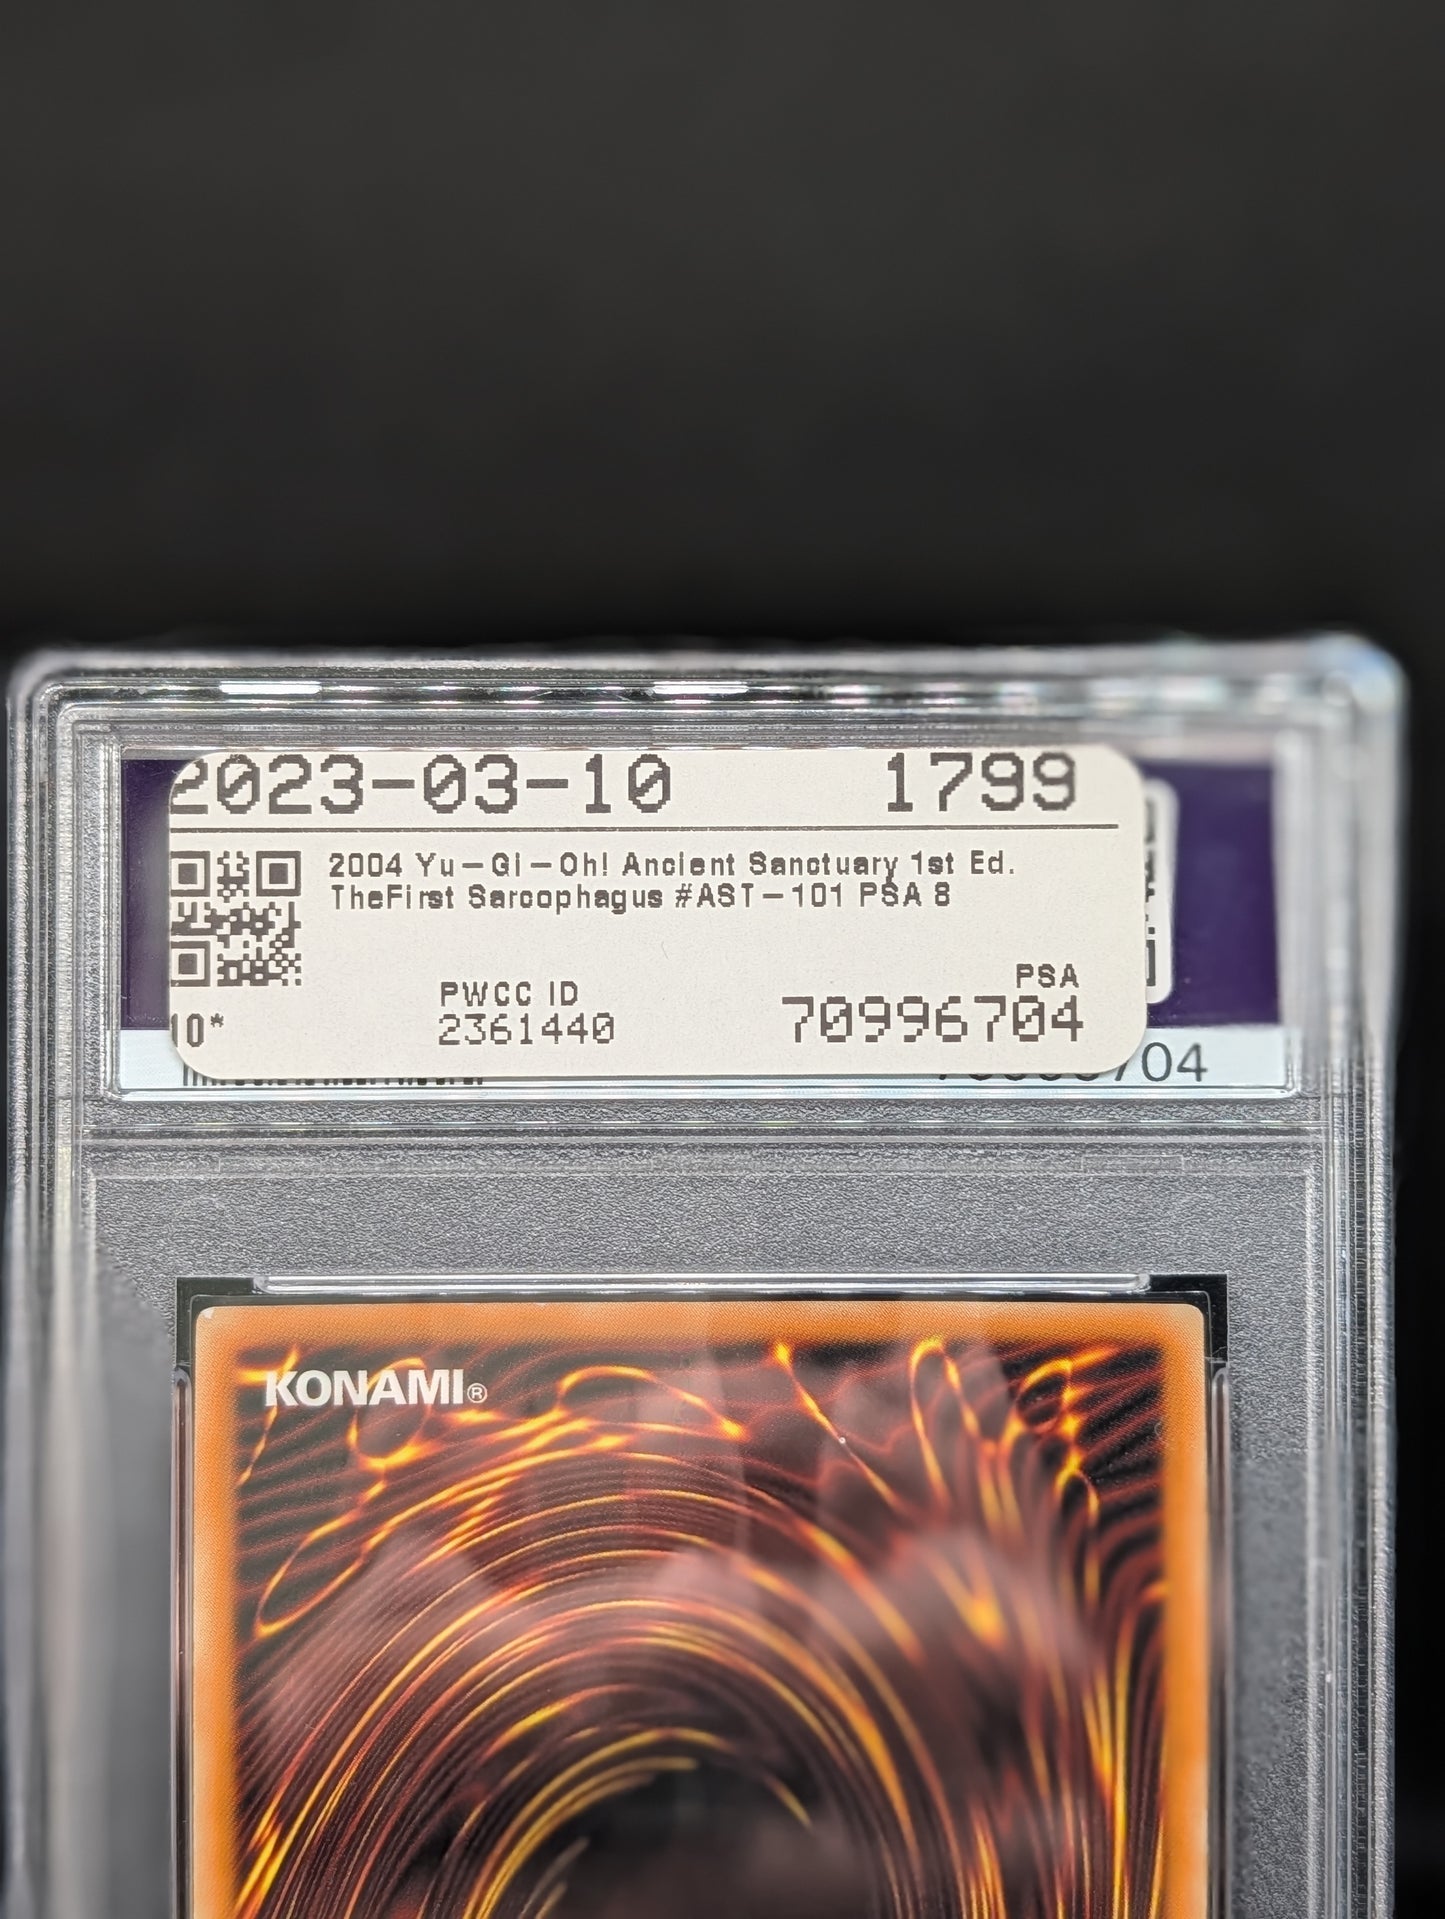 2023-03-10 1799
2004 Yu-Gi-Oh! Ancient Sanctuary 1st Ed.
TheFirst Sarcophagus #AST-101 PSA 8
PWCC ID
PSA
10*
2361440
70996704
704
KONAMI®